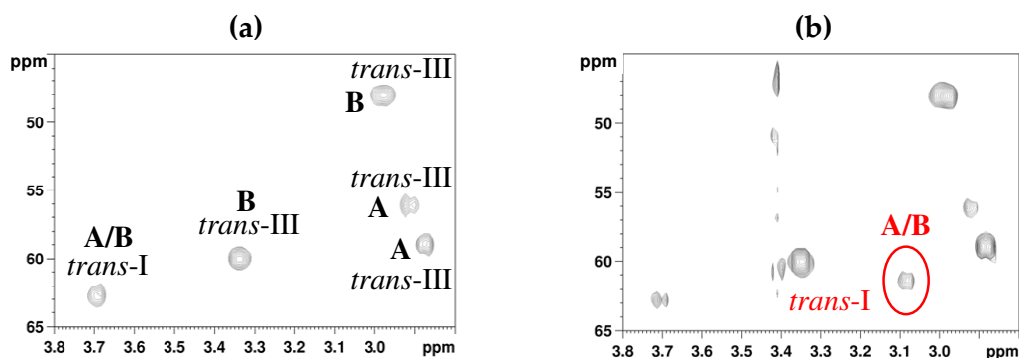 (a)
ppm
trans-III
B
50
trans-III
55
B
A
trans-III
A/B
60
A
trans-I
trans-III
65
3.8 3.7 3.6 3.5 3.4 3.3 3.2 3.1 3.0 ppm
(b)
ppm
50
55
A/B
60
trans-I
65
3.8 3.7 3.6 3.5 3.4 3.3 3.2 3.1 3.0 ppm